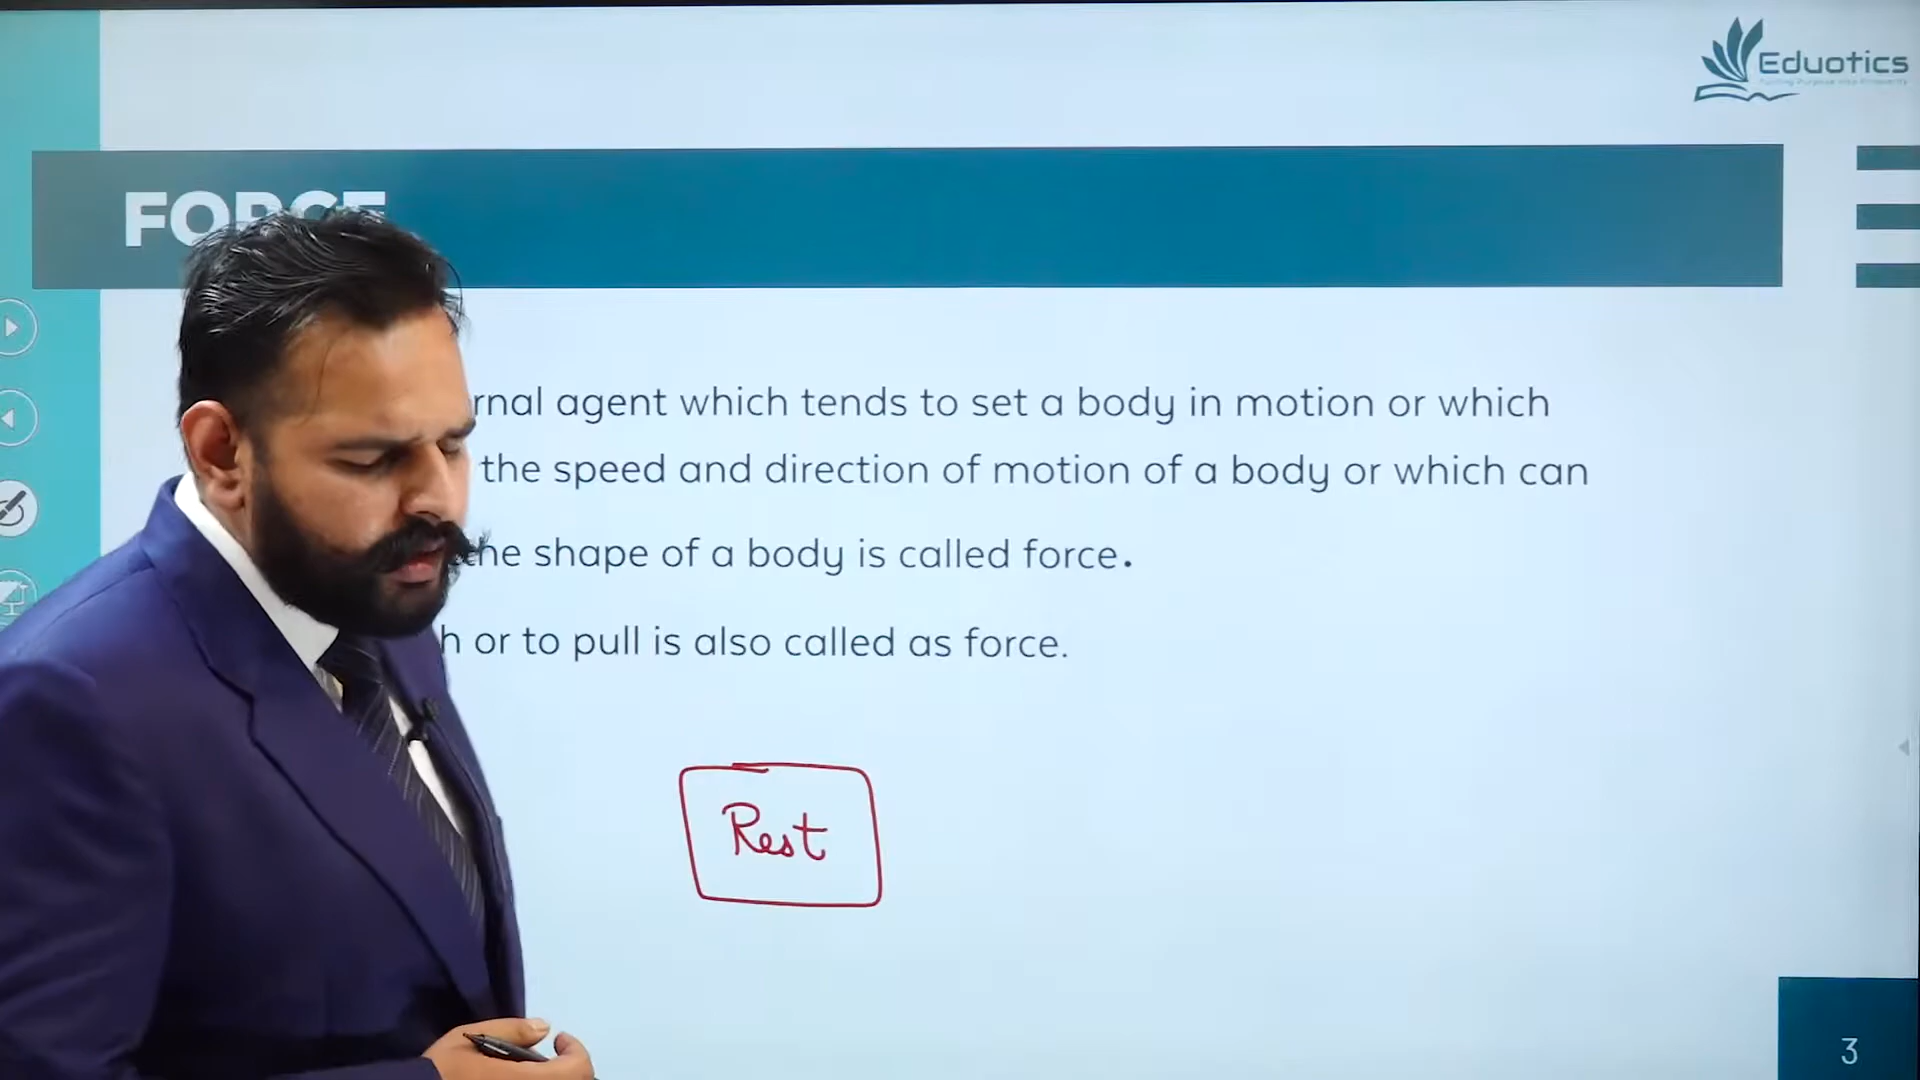 Eduotics
FORCE
rnal agent which tends to set a body in motion or which
the speed and direction of motion of a body or which can
the shape of a body is called force.
h or to pull is also called as force.
Rest
3